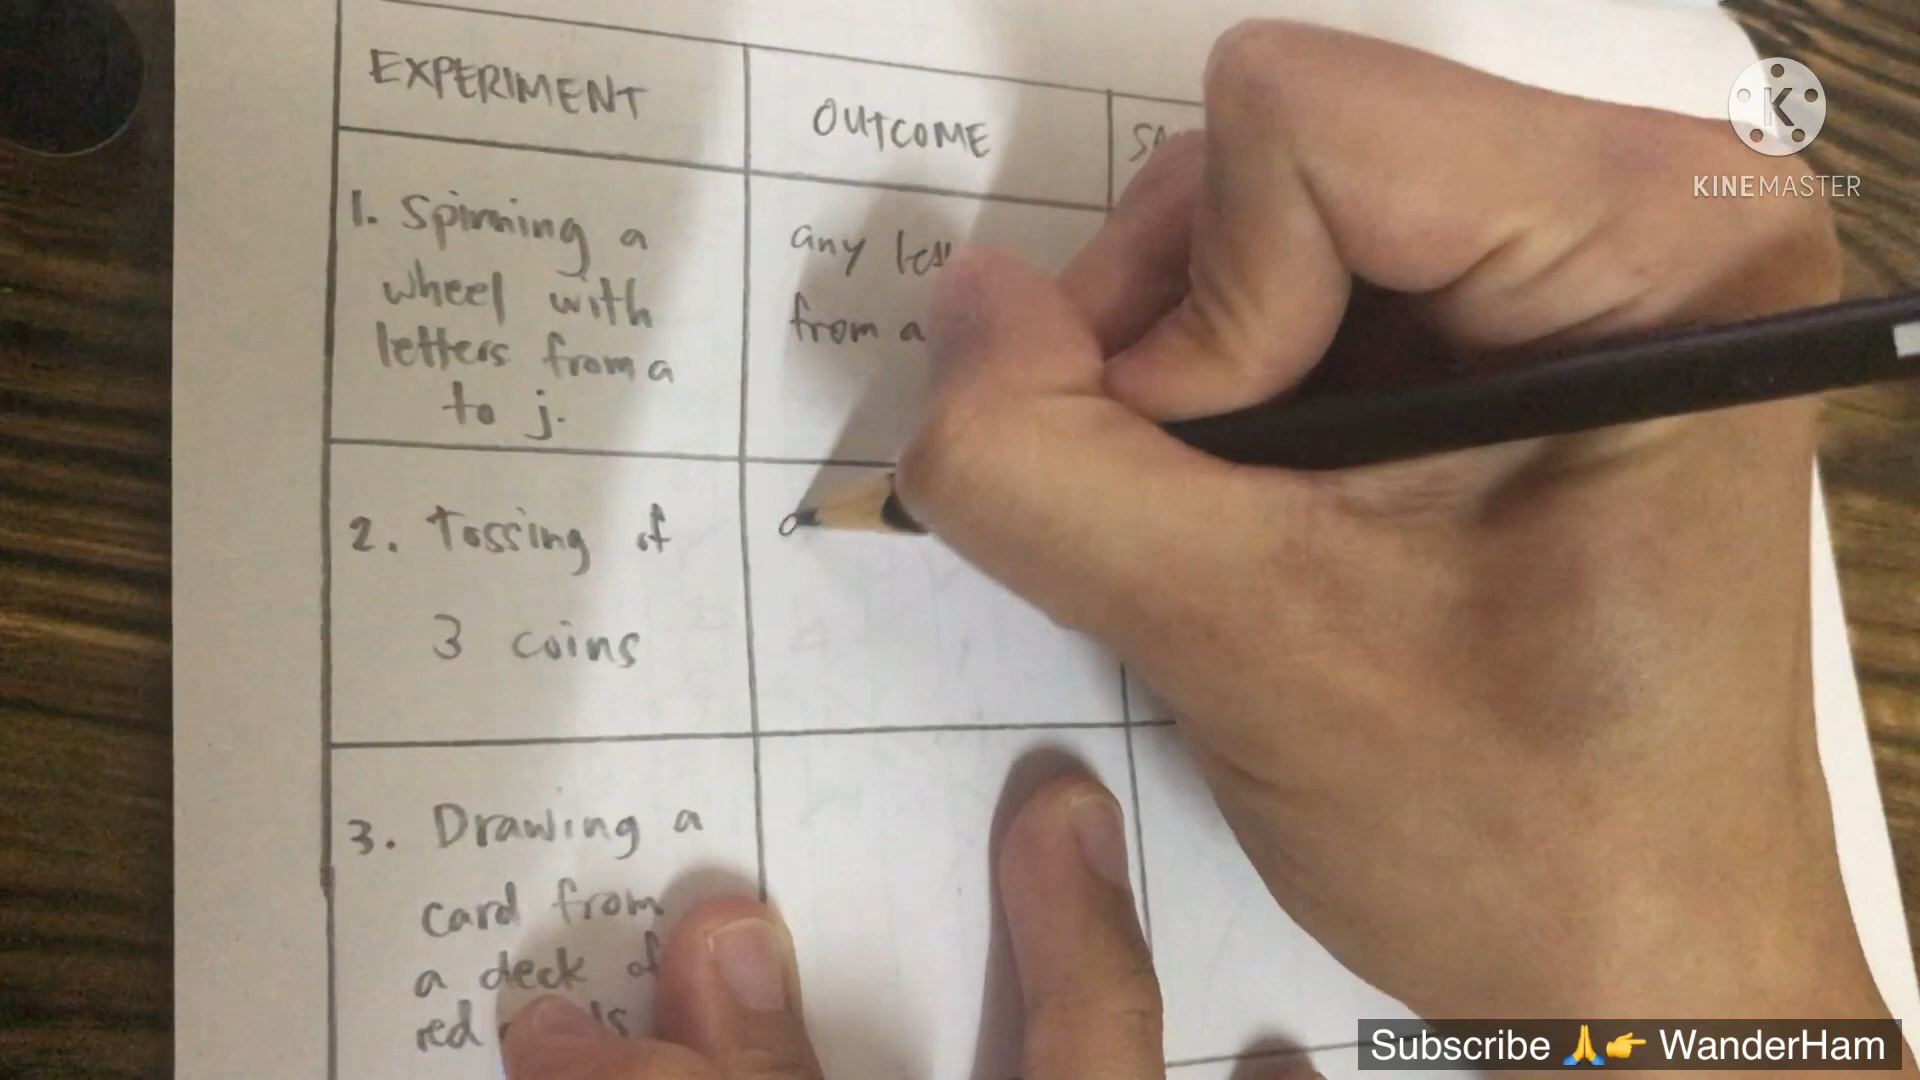 EXPERIMENT
OUTCOME
1. Spinning a
wheel with
letters from a
to j.
any
from a
2. Tossing of
3 coins
3. Drawing a
card from
a deck of
red
K
KINEMASTER
Subscribe 🙏👉 WanderHam